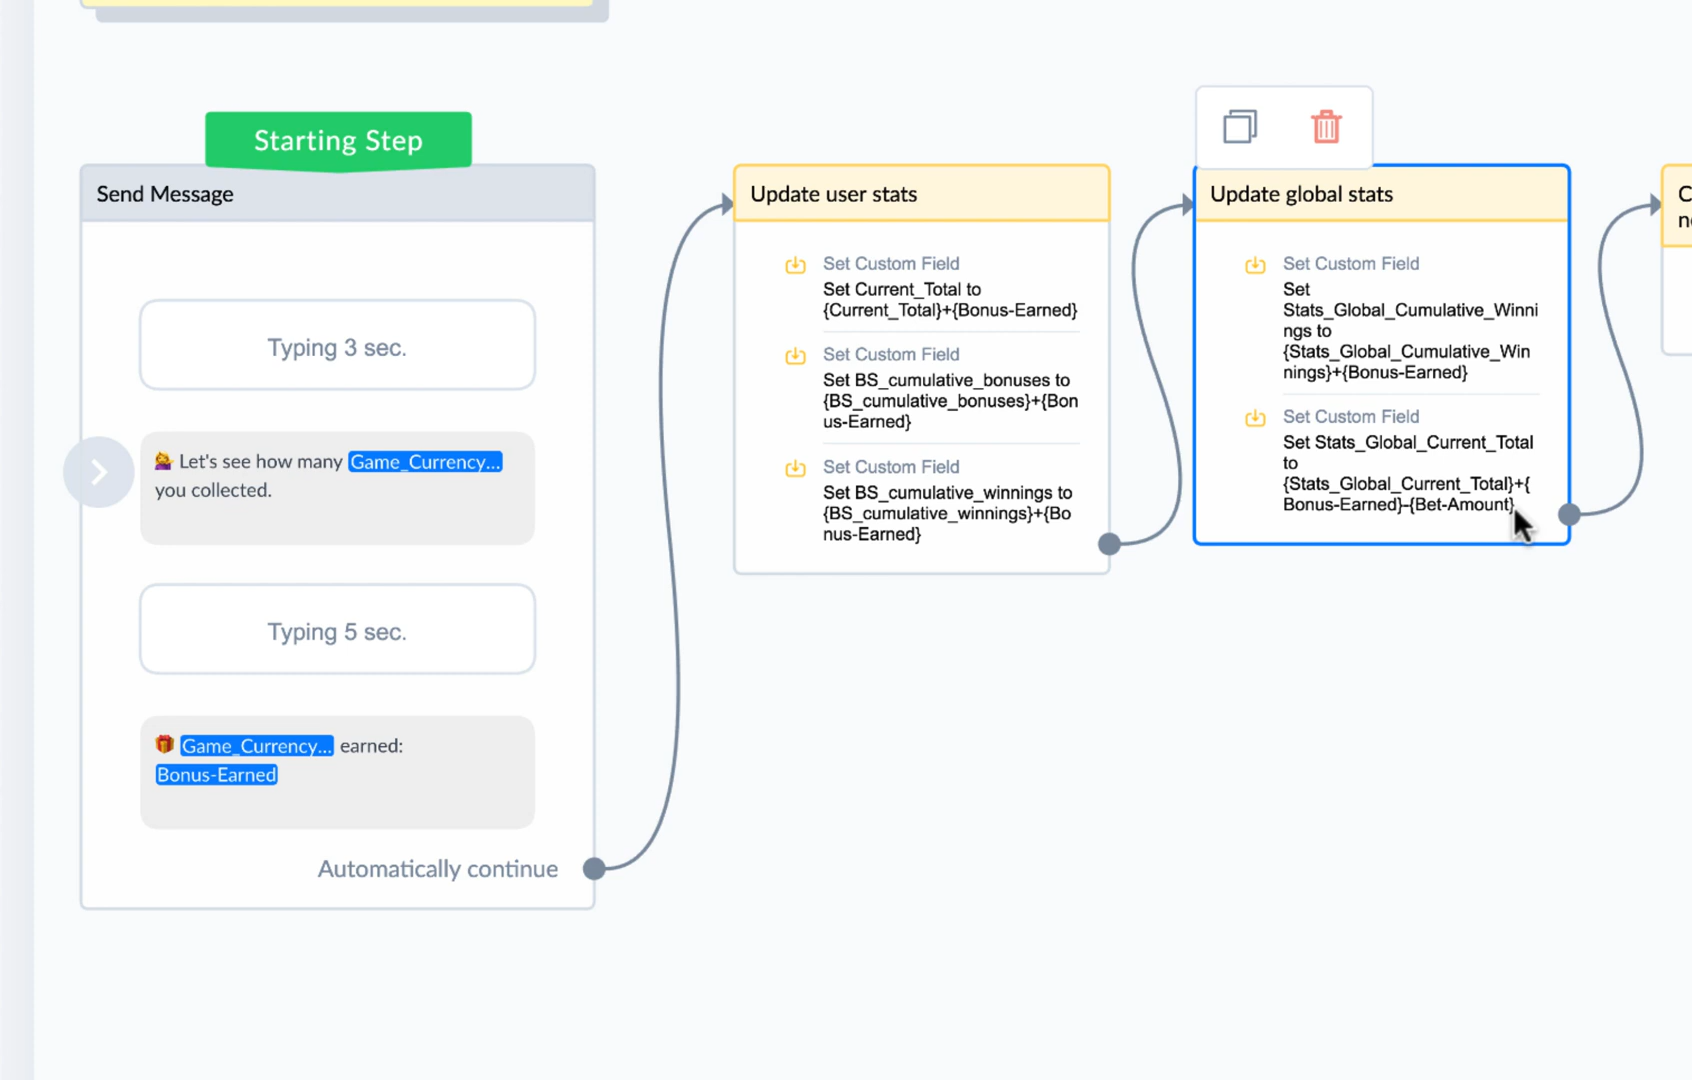 Starting Step
Send Message
Typing 3 sec.
Let's see how many Game_Currency...
you collected.
Typing 5 sec.
Game_Currency... earned:
Bonus-Earned
Automatically continue
Update user stats
Set Custom Field
Set Current_Total to
{Current_Total}+{Bonus-Earned}
Set Custom Field
Set BS_cumulative_bonuses to
{BS_cumulative_bonuses}+{Bon
us-Earned}
Set Custom Field
Set BS_cumulative_winnings to
{BS_cumulative_winnings}+{Bo
nus-Earned}
Update global stats
Set Custom Field
Set
Stats_Global_Cumulative_Winni
ngs to
{Stats_Global_Cumulative_Win
nings}+{Bonus-Earned}
Set Custom Field
Set Stats_Global_Current_Total
to
{Stats_Global_Current_Total}+{
Bonus-Earned}-{Bet-Amount}